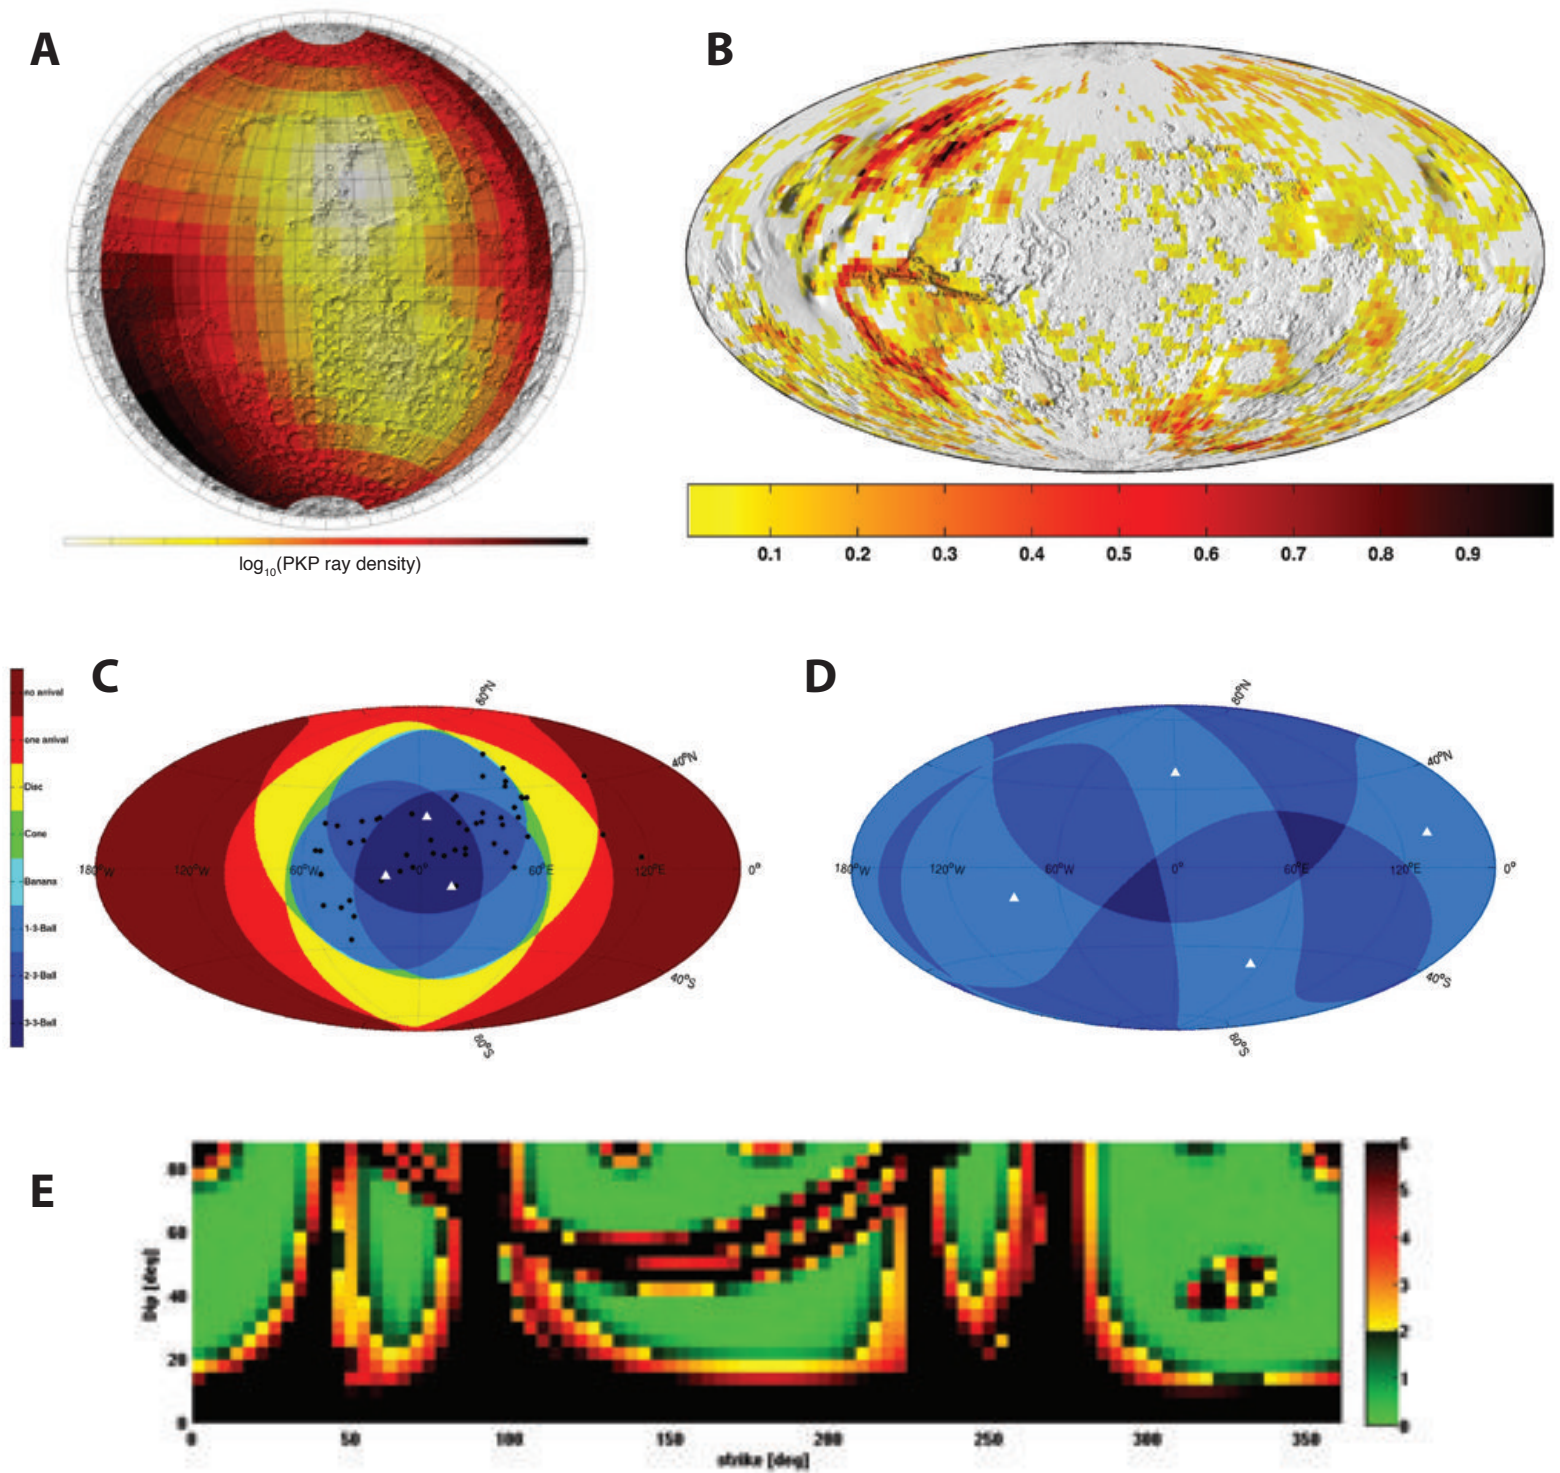 A
B
log10(PKP ray density)
0.1 0.2 0.3 0.4 0.5 0.6 0.7 0.8 0.9
C
D
no arrival
one arrival
Disc
Cone
Banana
1-3-Ball
2-3-Ball
3-3-Ball
60°N
40°N
180°W 120°W 60°W 0° 60°E 120°E 0°
40°S
80°S
80°N
40°N
180°W 120°W 60°W 0° 60°E 120°E 0°
40°S
80°S
E
Dip [deg]
80
60
40
20
0
0 50 100 150 200 250 300 350
strike [deg]
6
5
4
3
2
1
0